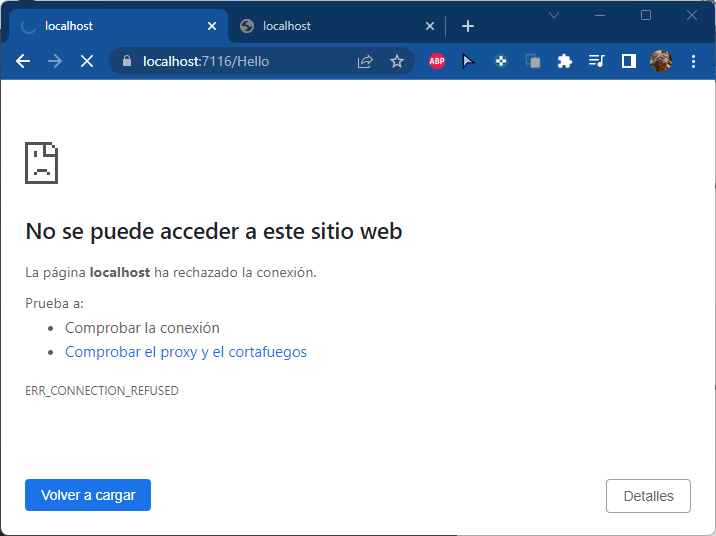 localhost
localhost
localhost:7116/Hello
ABP
No se puede acceder a este sitio web
La página localhost ha rechazado la conexión.
Prueba a:
• Comprobar la conexión
• Comprobar el proxy y el cortafuegos
ERR_CONNECTION_REFUSED
Volver a cargar
Detalles